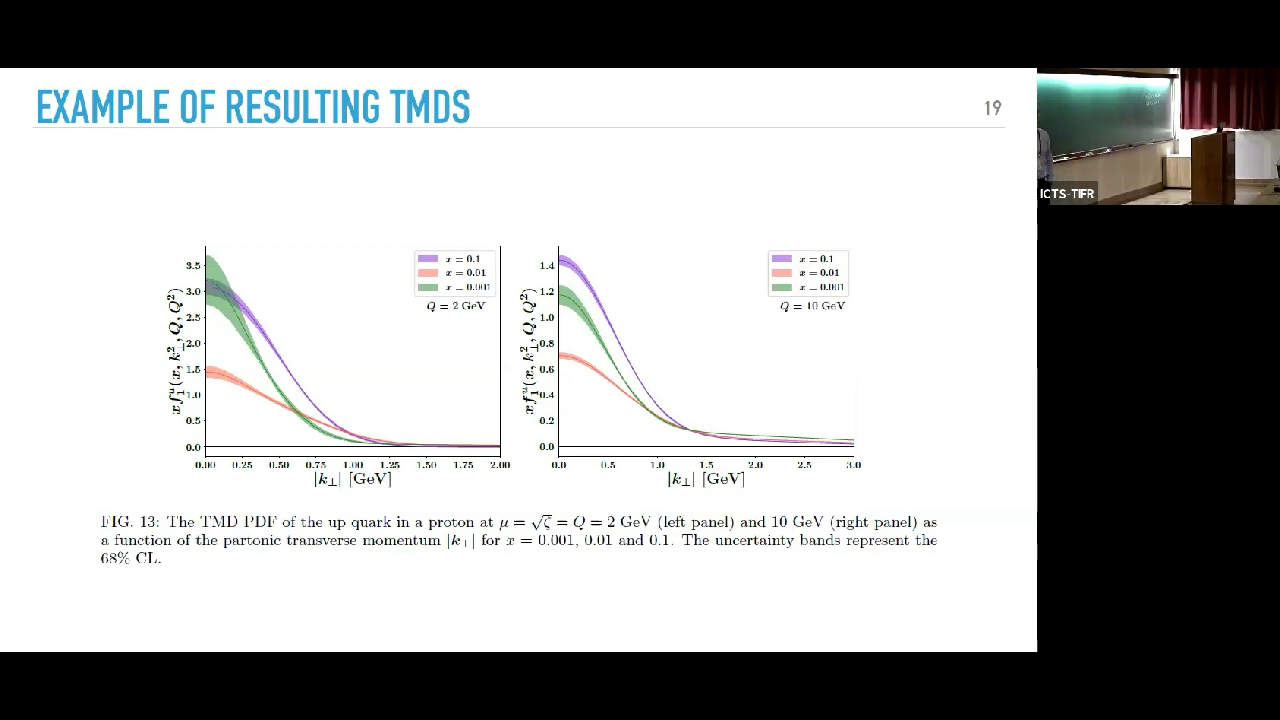 EXAMPLE OF RESULTING TMDS
19
ICTS-TIFR
x f₁ᵘ(x, k²⊥, Q, Q²)
3.5
3.0
2.5
2.0
1.5
1.0
0.5
0.0
x = 0.1
x = 0.01
x = 0.001
Q = 2 GeV
0.00 0.25 0.50 0.75 1.00 1.25 1.50 1.75 2.00
|k⊥| [GeV]
x f₁ᵘ(x, k²⊥, Q, Q²)
1.4
1.2
1.0
0.8
0.6
0.4
0.2
0.0
x = 0.1
x = 0.01
x = 0.001
Q = 10 GeV
0.0 0.5 1.0 1.5 2.0 2.5 3.0
|k⊥| [GeV]
FIG. 13: The TMD PDF of the up quark in a proton at μ = √ζ = Q = 2 GeV (left panel) and 10 GeV (right panel) as
a function of the partonic transverse momentum |k⊥| for x = 0.001, 0.01 and 0.1. The uncertainty bands represent the
68% CL.